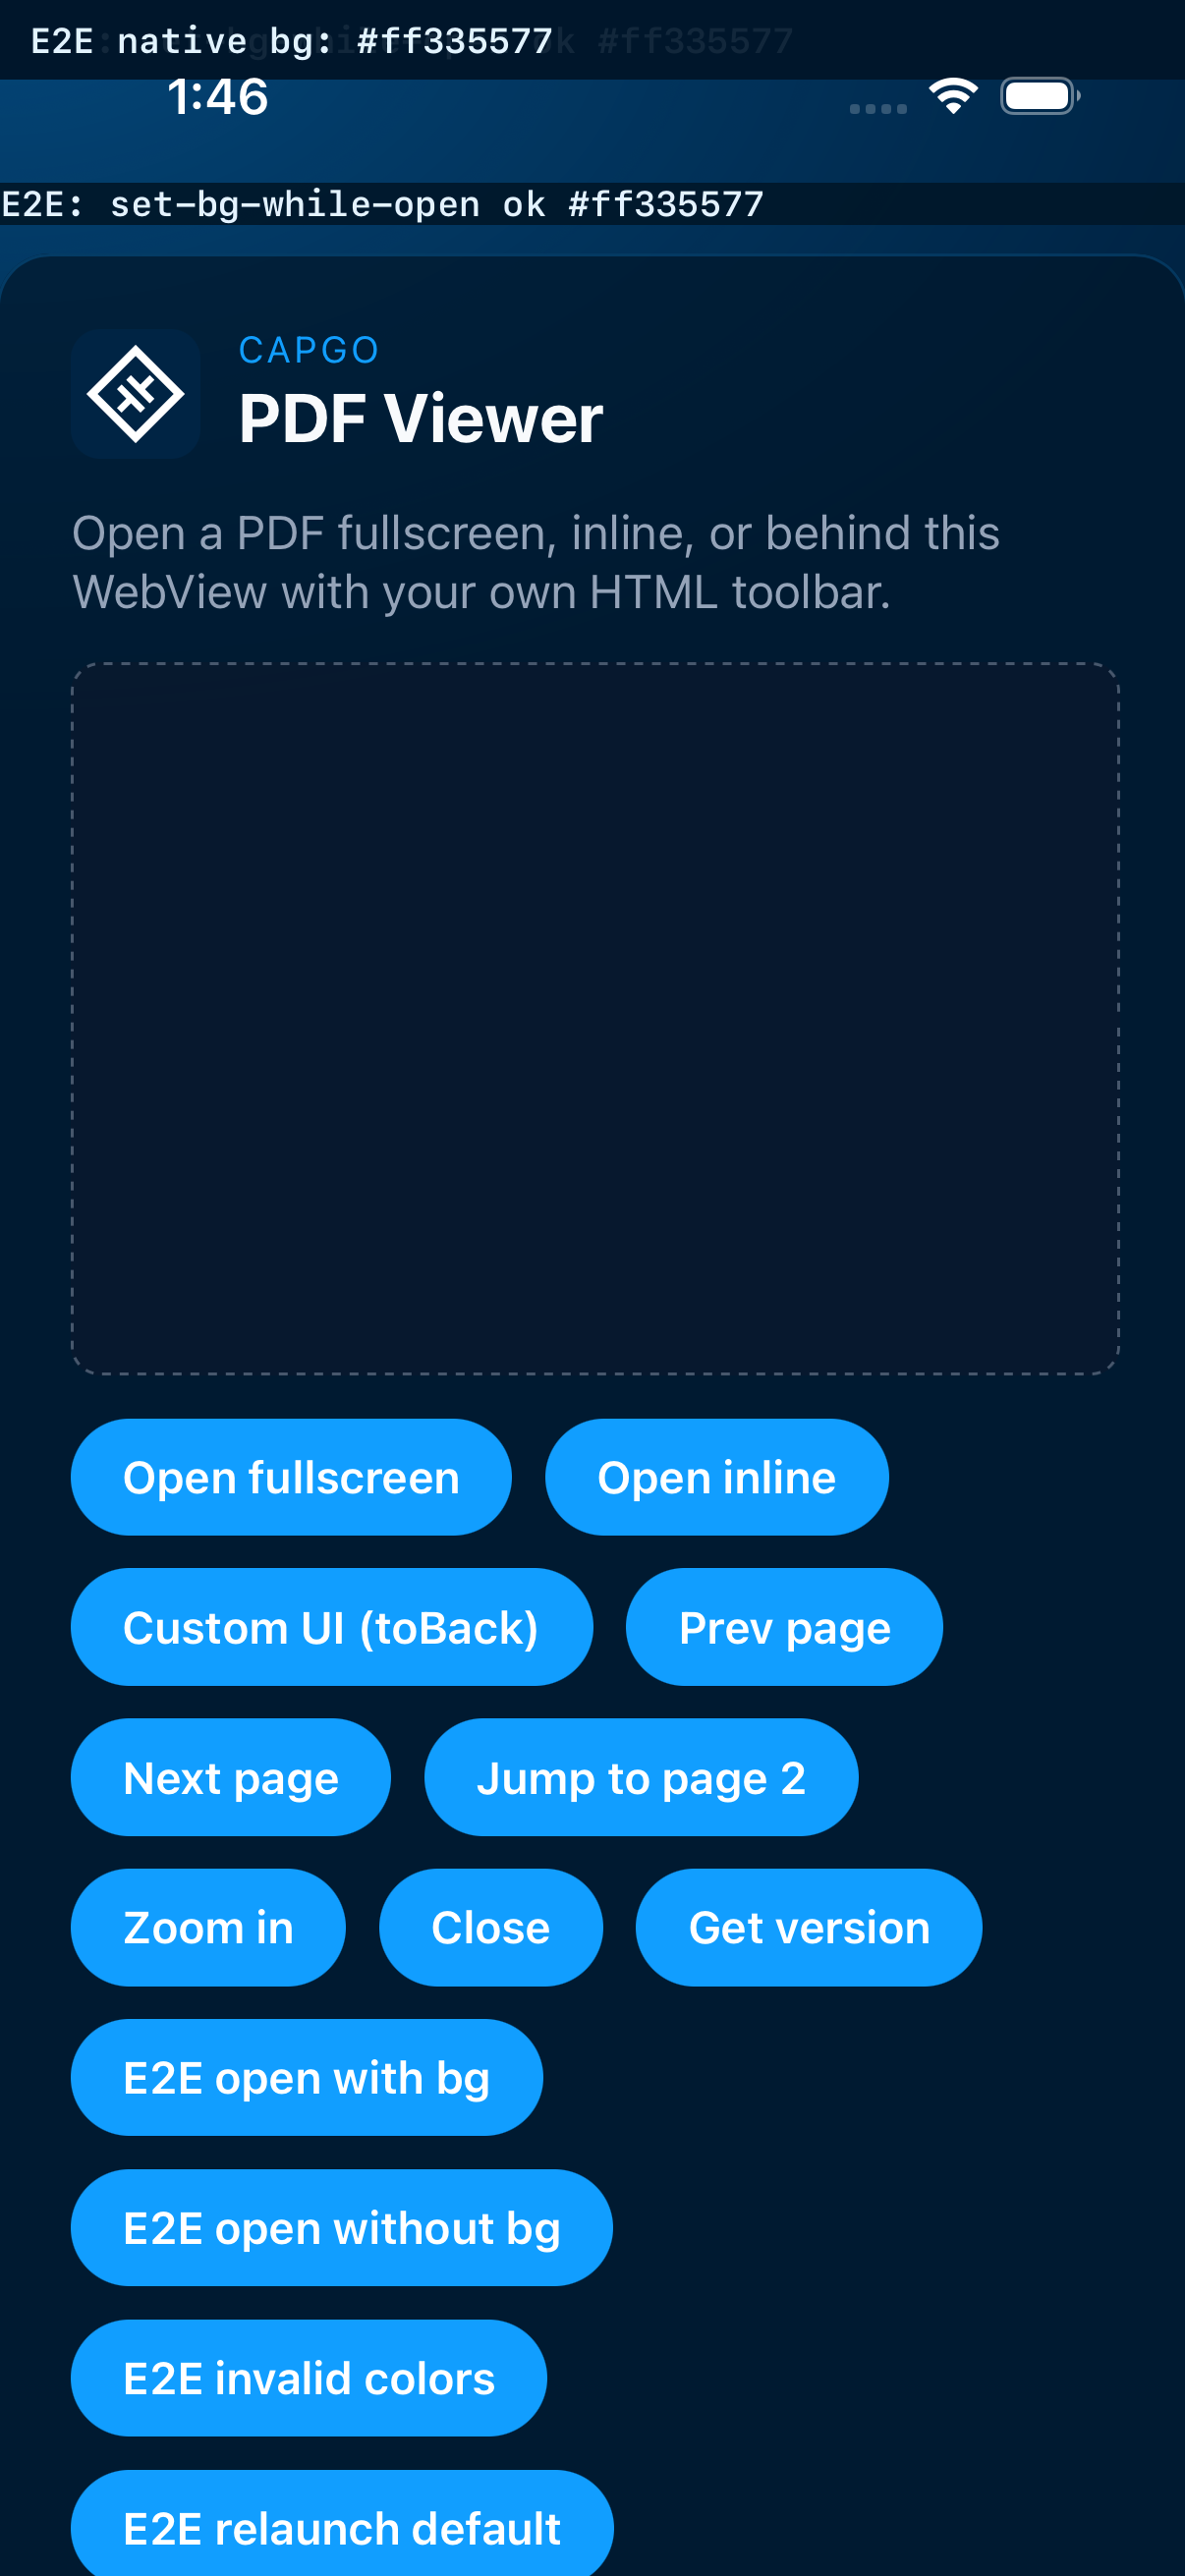 E2E native bg: #ff335577
1:46
E2E: set-bg-while-open ok #ff335577
CAPGO
PDF Viewer
Open a PDF fullscreen, inline, or behind this
WebView with your own HTML toolbar.
Open fullscreen
Open inline
Custom UI (toBack)
Prev page
Next page
Jump to page 2
Zoom in
Close
Get version
E2E open with bg
E2E open without bg
E2E invalid colors
E2E relaunch default